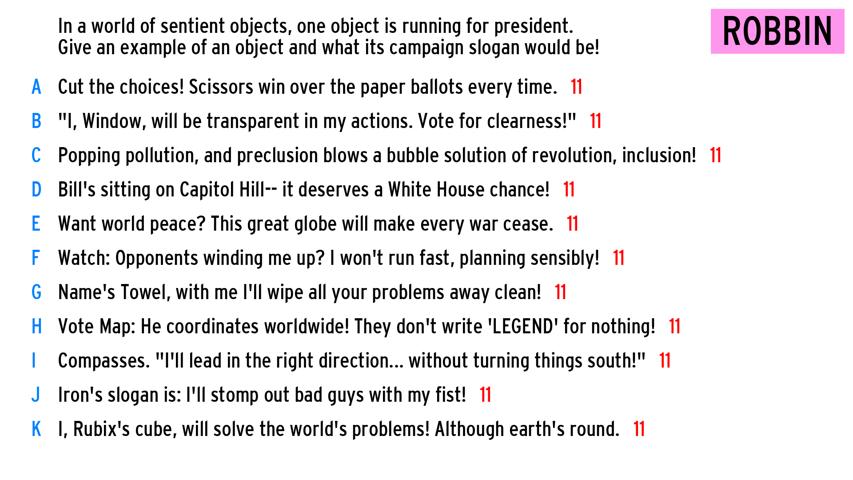 In a world of sentient objects, one object is running for president.
Give an example of an object and what its campaign slogan would be!
ROBBIN
A Cut the choices! Scissors win over the paper ballots every time. 11
B "I, Window, will be transparent in my actions. Vote for clearness!" 11
C Popping pollution, and preclusion blows a bubble solution of revolution, inclusion! 11
D Bill's sitting on Capitol Hill-- it deserves a White House chance! 11
E Want world peace? This great globe will make every war cease. 11
F Watch: Opponents winding me up? I won't run fast, planning sensibly! 11
G Name's Towel, with me I'll wipe all your problems away clean! 11
H Vote Map: He coordinates worldwide! They don't write 'LEGEND' for nothing! 11
I Compasses. "I'll lead in the right direction... without turning things south!" 11
J Iron's slogan is: I'll stomp out bad guys with my fist! 11
K I, Rubix's cube, will solve the world's problems! Although earth's round. 11